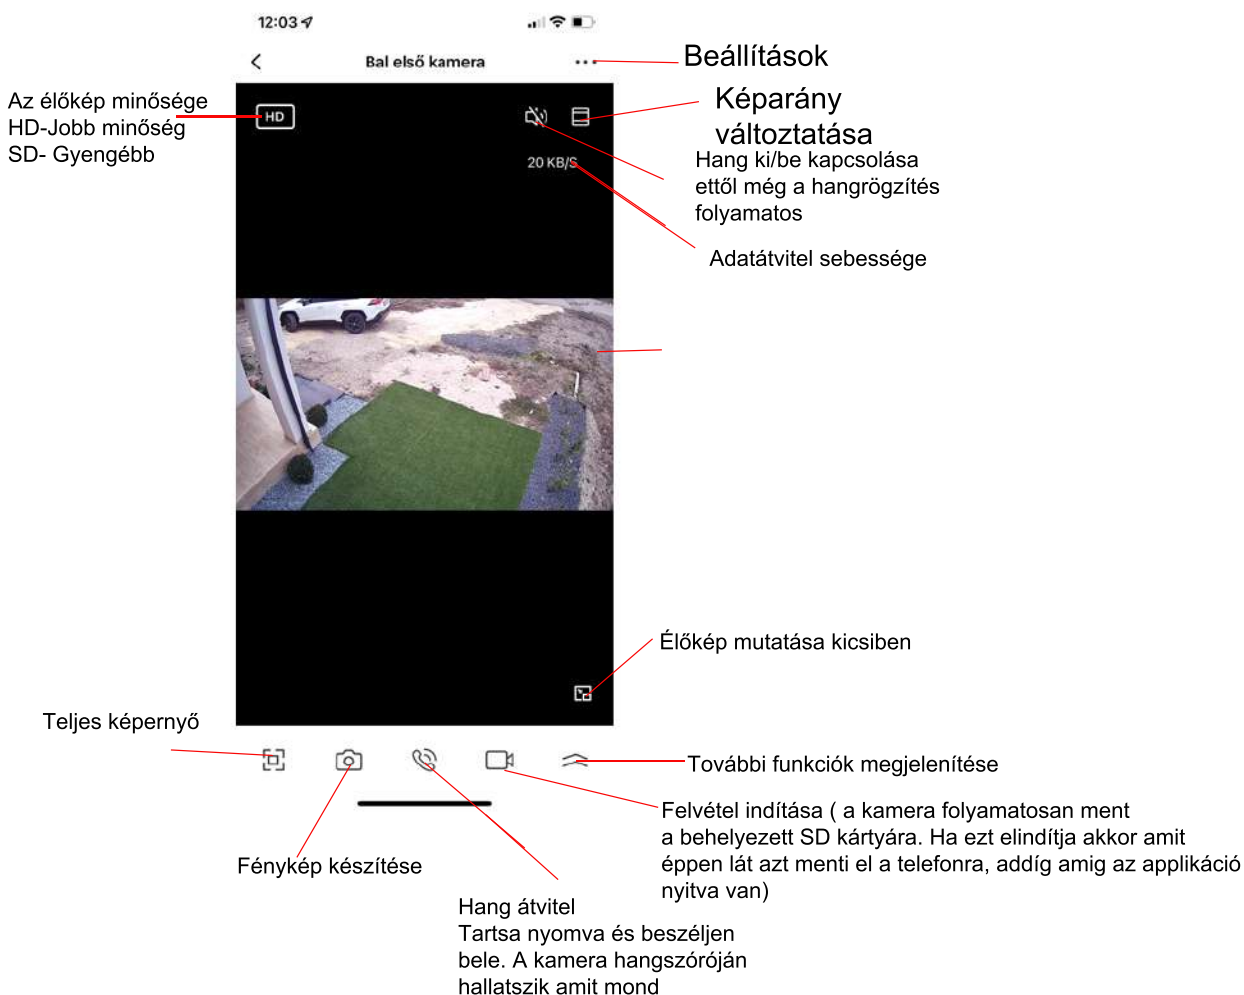 12:03
Bal első kamera
Beállítások
Az élőkép minősége
HD-Jobb minőség
SD- Gyengébb
HD
Képarány
változtatása
20 KB/S
Hang ki/be kapcsolása
ettől még a hangrögzítés
folyamatos
Adatátvitel sebessége
Élőkép mutatása kicsiben
Teljes képernyő
További funkciók megjelenítése
Felvétel indítása ( a kamera folyamatosan ment
a behelyezett SD kártyára. Ha ezt elindítja akkor amit
éppen lát azt menti el a telefonra, addíg amig az applikáció
nyitva van)
Fénykép készítése
Hang átvitel
Tartsa nyomva és beszéljen
bele. A kamera hangszóróján
hallatszik amit mond